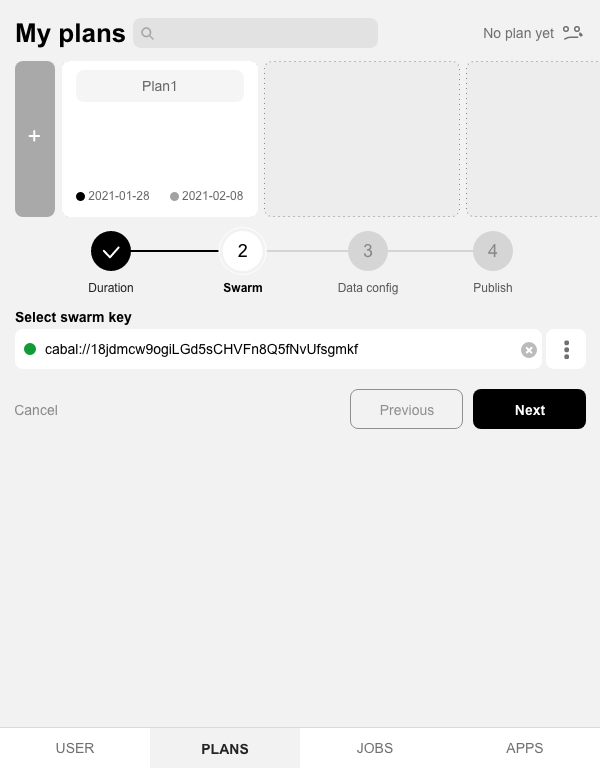 My plans
No plan yet
+
Plan1
2021-01-28 2021-02-08
2 3 4
Duration Swarm Data config Publish
Select swarm key
cabal://18jdmcw9ogiLGd5sCHVFn8Q5fNvUfsgmkf
Cancel Previous Next
USER PLANS JOBS APPS